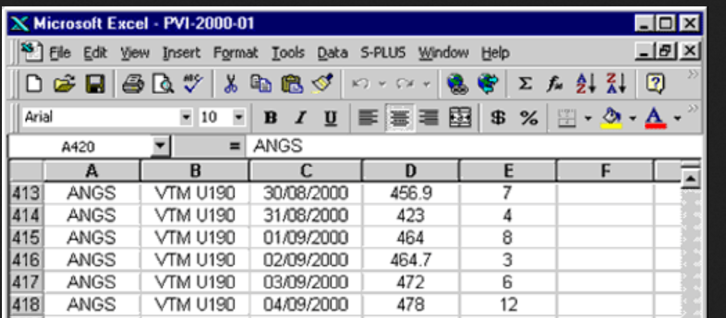 Microsoft Excel - PVI-2000-01
File Edit View Insert Format Tools Data S-PLUS Window Help
Arial 10 B I U $ %
A420 = ANGS
A B C D E F
413 ANGS VTM U190 30/08/2000 456.9 7
414 ANGS VTM U190 31/08/2000 423 4
415 ANGS VTM U190 01/09/2000 464 8
416 ANGS VTM U190 02/09/2000 464.7 3
417 ANGS VTM U190 03/09/2000 472 6
418 ANGS VTM U190 04/09/2000 478 12